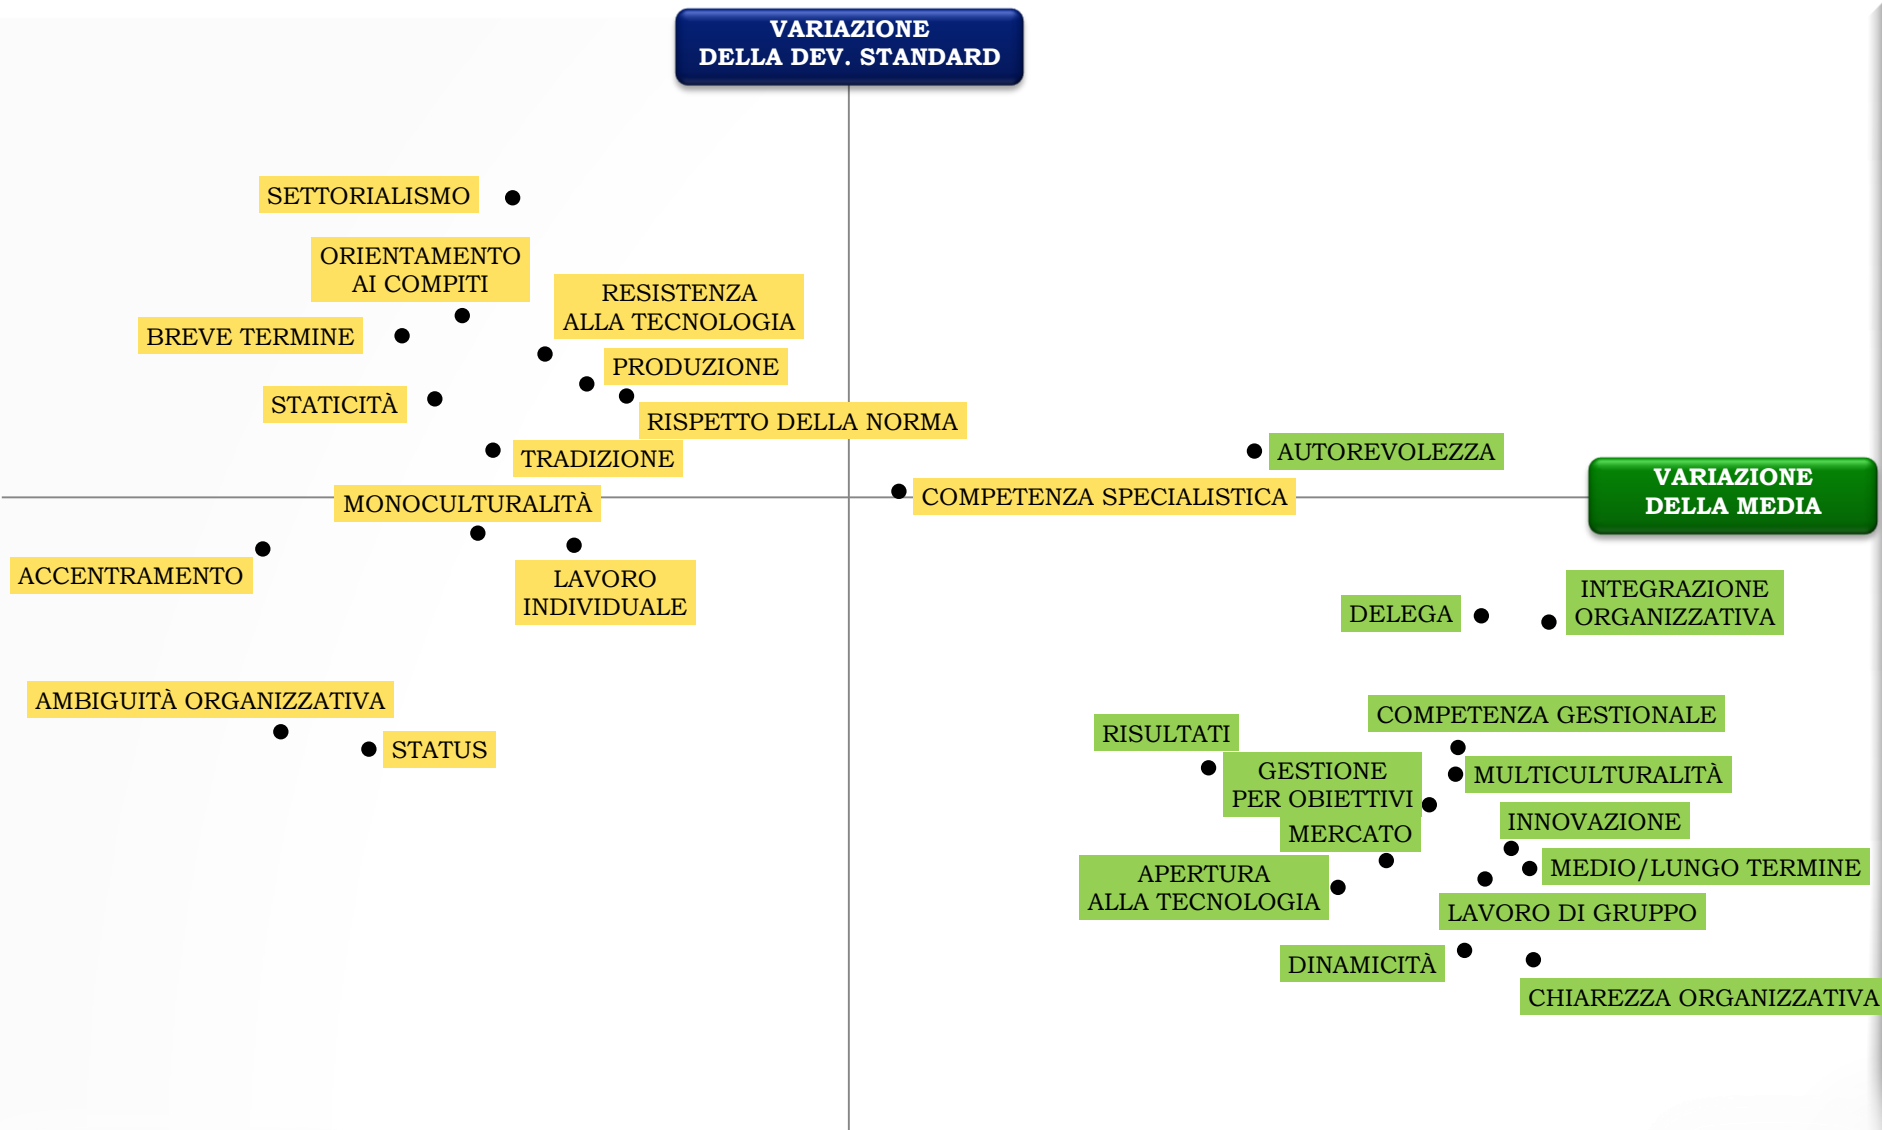 VARIAZIONE
DELLA DEV. STANDARD
SETTORIALISMO
ORIENTAMENTO
AI COMPITI
RESISTENZA
ALLA TECNOLOGIA
BREVE TERMINE
PRODUZIONE
STATICITÀ
RISPETTO DELLA NORMA
TRADIZIONE
AUTOREVOLEZZA
VARIAZIONE
DELLA MEDIA
MONOCULTURALITÀ
COMPETENZA SPECIALISTICA
ACCENTRAMENTO
LAVORO
INDIVIDUALE
DELEGA
INTEGRAZIONE
ORGANIZZATIVA
AMBIGUITÀ ORGANIZZATIVA
STATUS
COMPETENZA GESTIONALE
RISULTATI
GESTIONE
PER OBIETTIVI
MULTICULTURALITÀ
MERCATO
INNOVAZIONE
APERTURA
ALLA TECNOLOGIA
MEDIO/LUNGO TERMINE
LAVORO DI GRUPPO
DINAMICITÀ
CHIAREZZA ORGANIZZATIVA